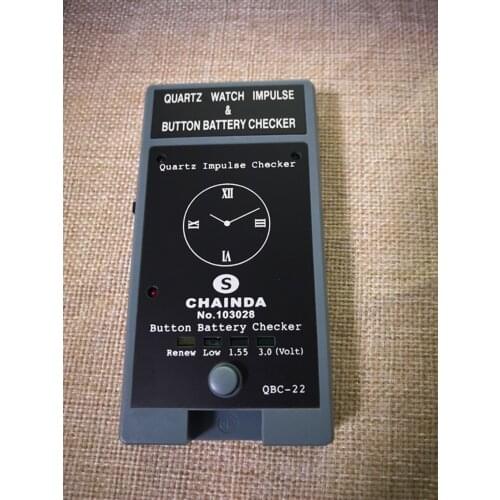 QUARTZ WATCH IMPULSE
&
BUTTON BATTERY CHECKER
Quartz Impulse Checker
XII
IX III
VI
S
CHAINDA
No.103028
Button Battery Checker
Renew Low 1.55 3.0 (Volt)
QBC-22